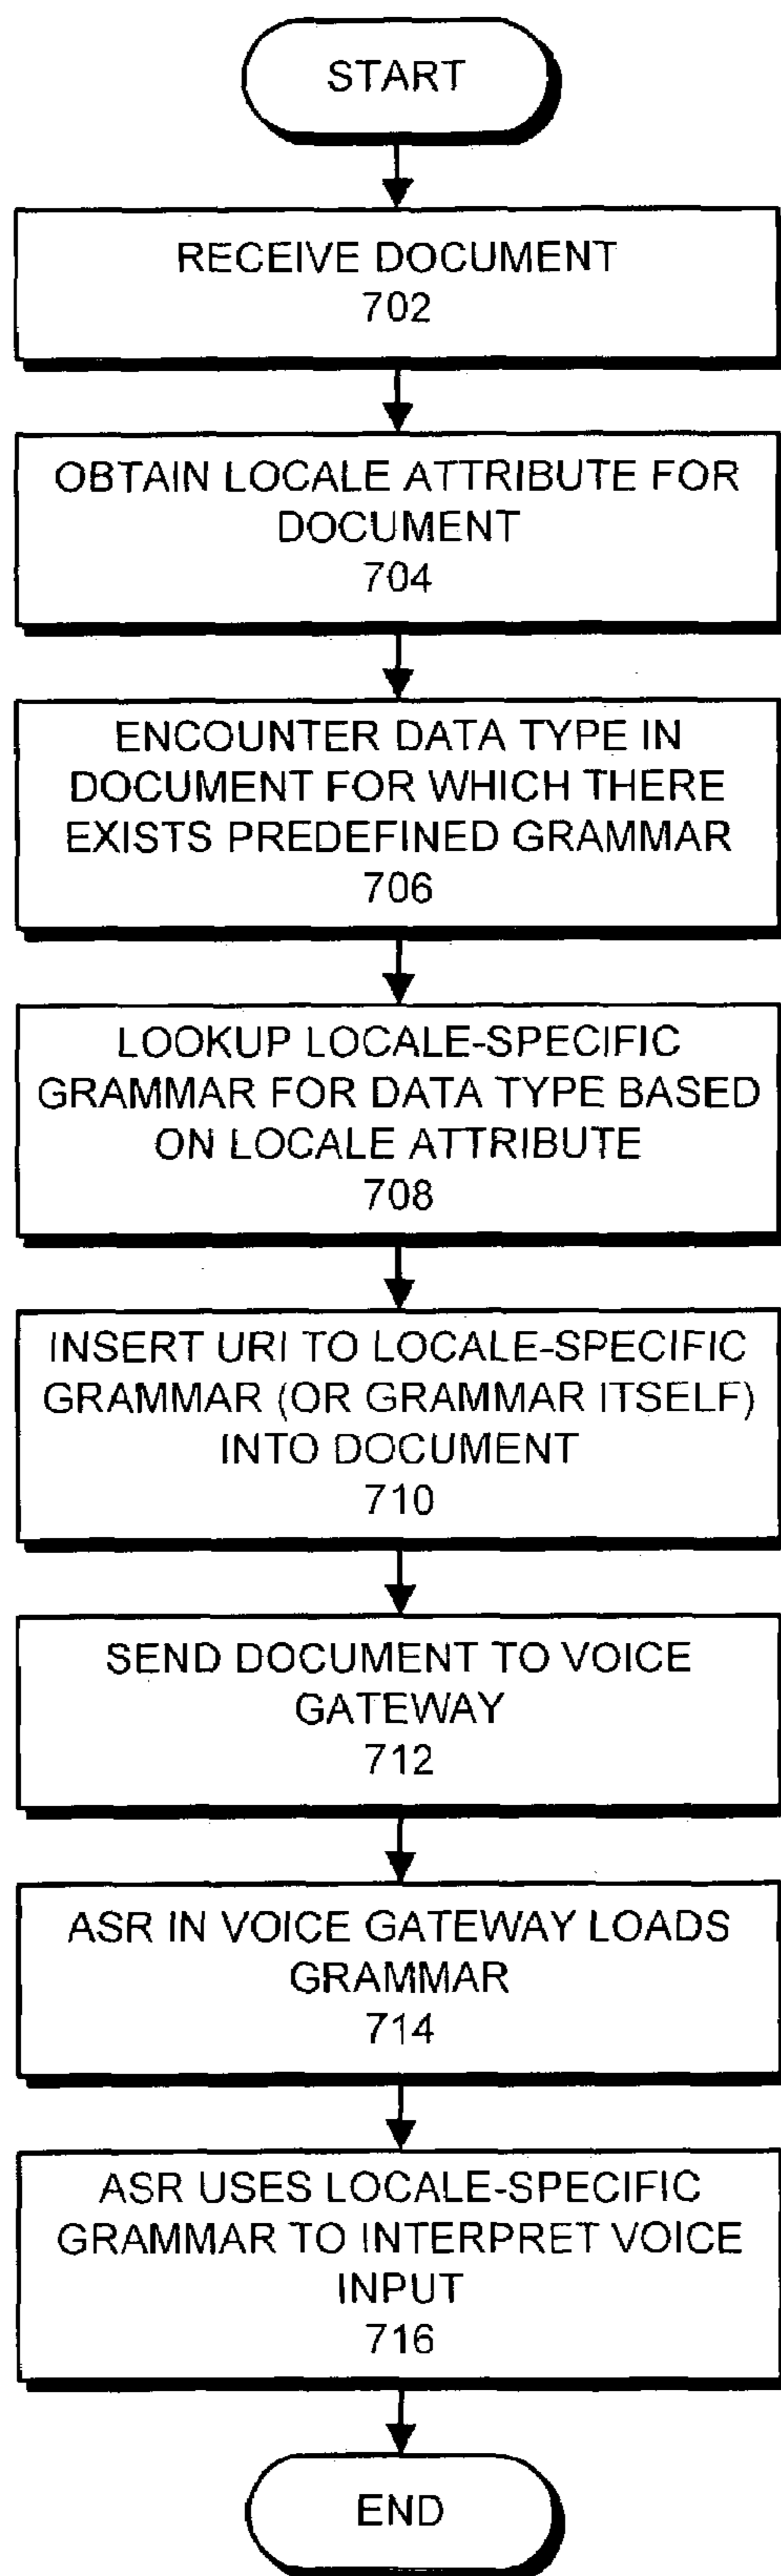 START
RECEIVE DOCUMENT
702
OBTAIN LOCALE ATTRIBUTE FOR
DOCUMENT
704
ENCOUNTER DATA TYPE IN
DOCUMENT FOR WHICH THERE
EXISTS PREDEFINED GRAMMAR
706
LOOKUP LOCALE-SPECIFIC
GRAMMAR FOR DATA TYPE BASED
ON LOCALE ATTRIBUTE
708
INSERT URI TO LOCALE-SPECIFIC
GRAMMAR (OR GRAMMAR ITSELF)
INTO DOCUMENT
710
SEND DOCUMENT TO VOICE
GATEWAY
712
ASR IN VOICE GATEWAY LOADS
GRAMMAR
714
ASR USES LOCALE-SPECIFIC
GRAMMAR TO INTERPRET VOICE
INPUT
716
END